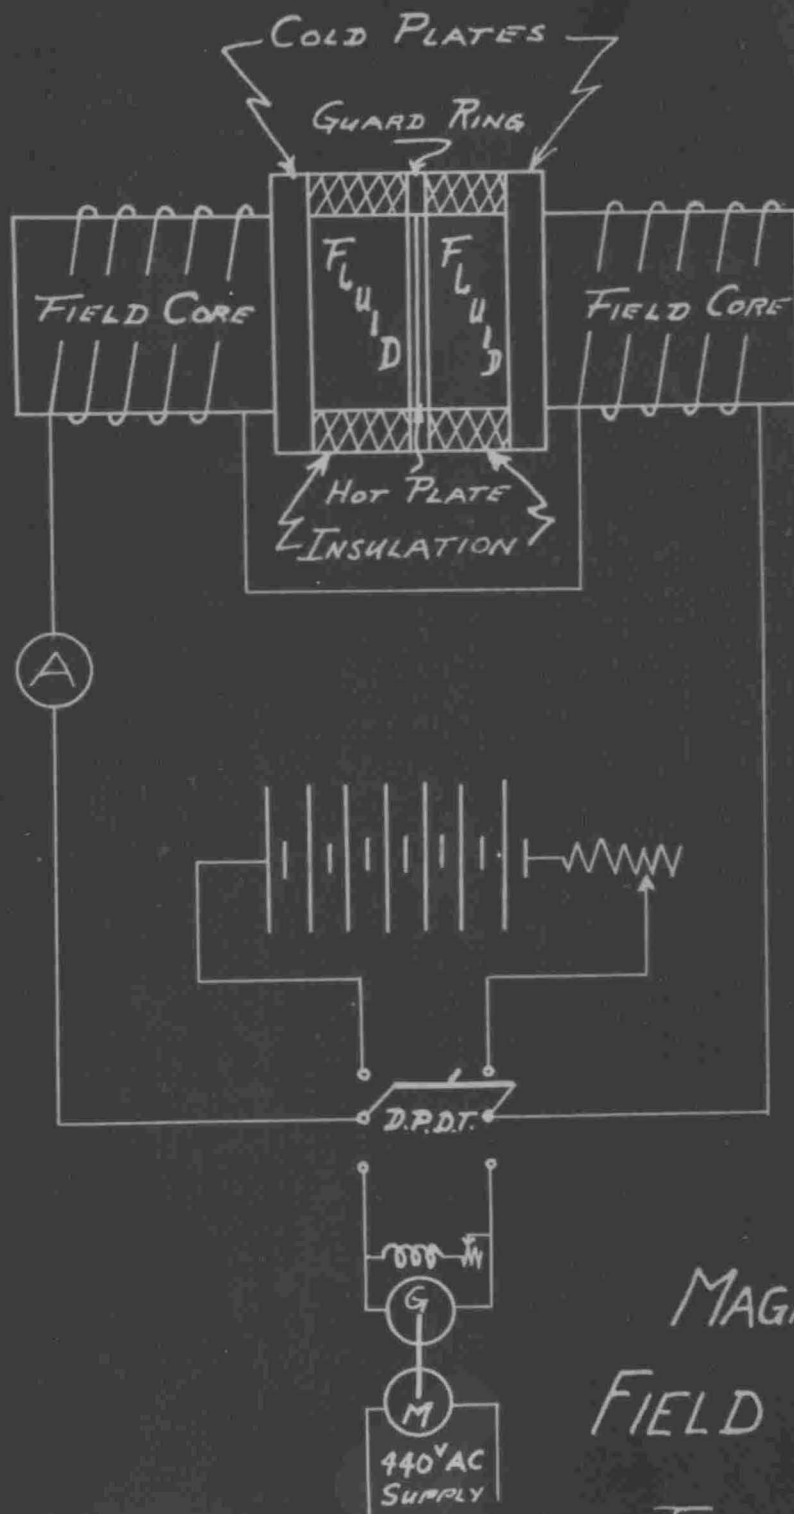 COLD PLATES
GUARD RING
FLUID
FLUID
FIELD CORE
FIELD CORE
HOT PLATE
INSULATION
A
D.P.D.T.
G
M
440V AC
SUPPLY
FIELD